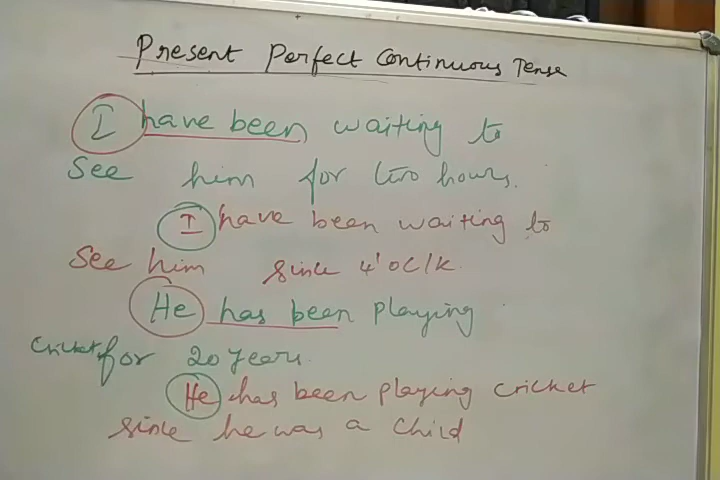 Present Perfect Continuous Tense
I have been waiting to
see him for two hours.
I have been waiting to
see him since 4'oclk.
He has been playing
cricket for 20 years.
He has been playing cricket
since he was a child